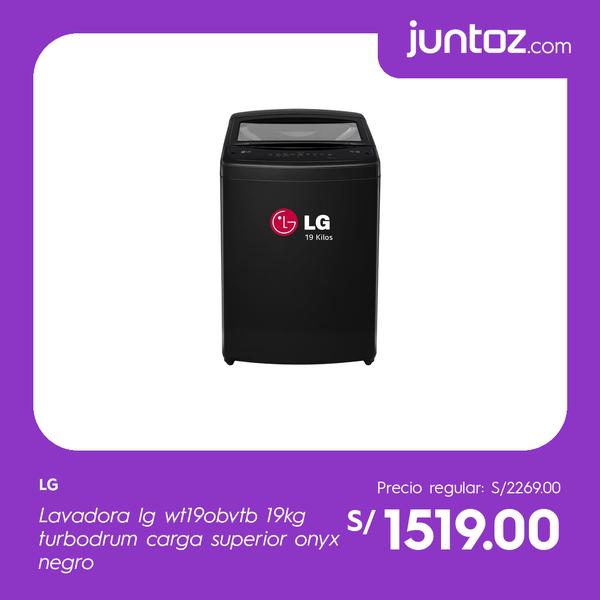 juntoz.com
LG
19 Kilos
LG
Precio regular: S/2269.00
Lavadora lg wt19obvtb 19kg
turbodrum carga superior onyx
negro
S/ 1519.00